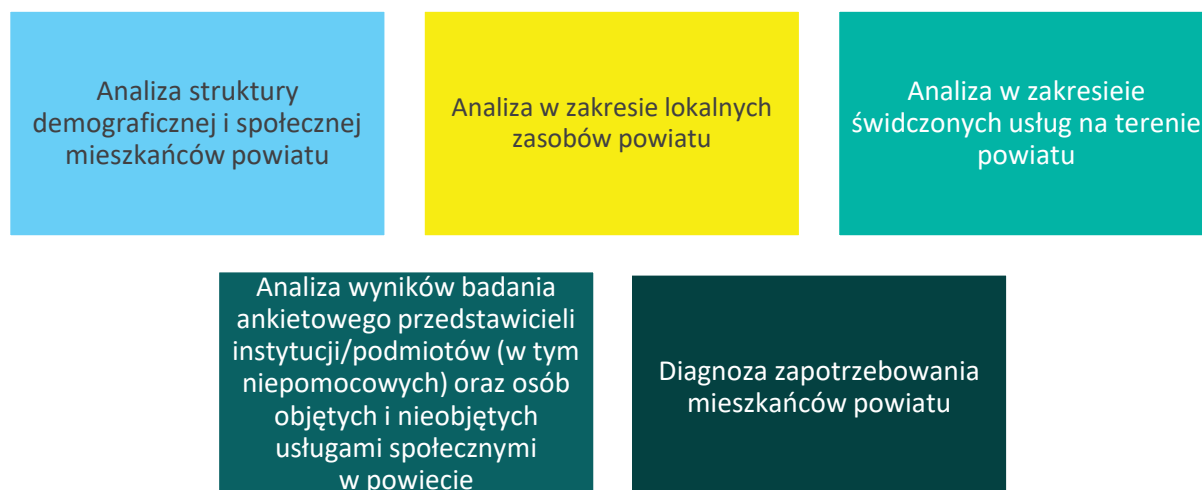 Analiza struktury
demograficznej i społecznej
mieszkańców powiatu
Analiza w zakresie lokalnych
zasobów powiatu
Analiza w zakresieie
świdczonych usług na terenie
powiatu
Analiza wyników badania
ankietowego przedstawicieli
instytucji/podmiotów (w tym
niepomocowych) oraz osób
objętych i nieobjętych
usługami społecznymi
w powiecie
Diagnoza zapotrzebowania
mieszkańców powiatu